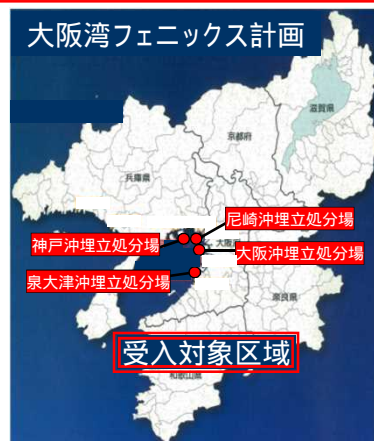 大阪湾フェニックス計画
滋賀県
京都府
兵庫県
尼崎沖埋立処分場
神戸沖埋立処分場
大阪府
大阪沖埋立処分場
泉大津沖埋立処分場
奈良県
受入対象区域
和歌山県